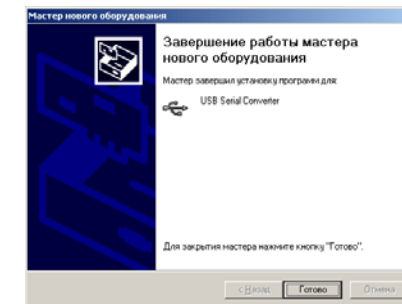 Мастер нового оборудования
Завершение работы мастера
нового оборудования
Мастер завершил установку программ для:
USB Serial Converter
Для закрытия мастера нажмите кнопку "Готово".
< Назад
Готово
Отмена